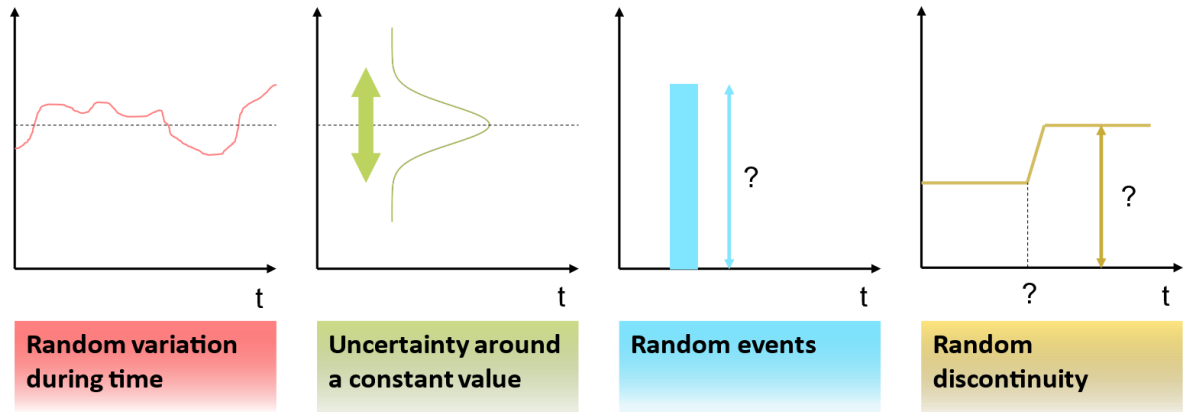 t
t
?
t
?
?
t
Random variation
during time
Uncertainty around
a constant value
Random events
Random
discontinuity